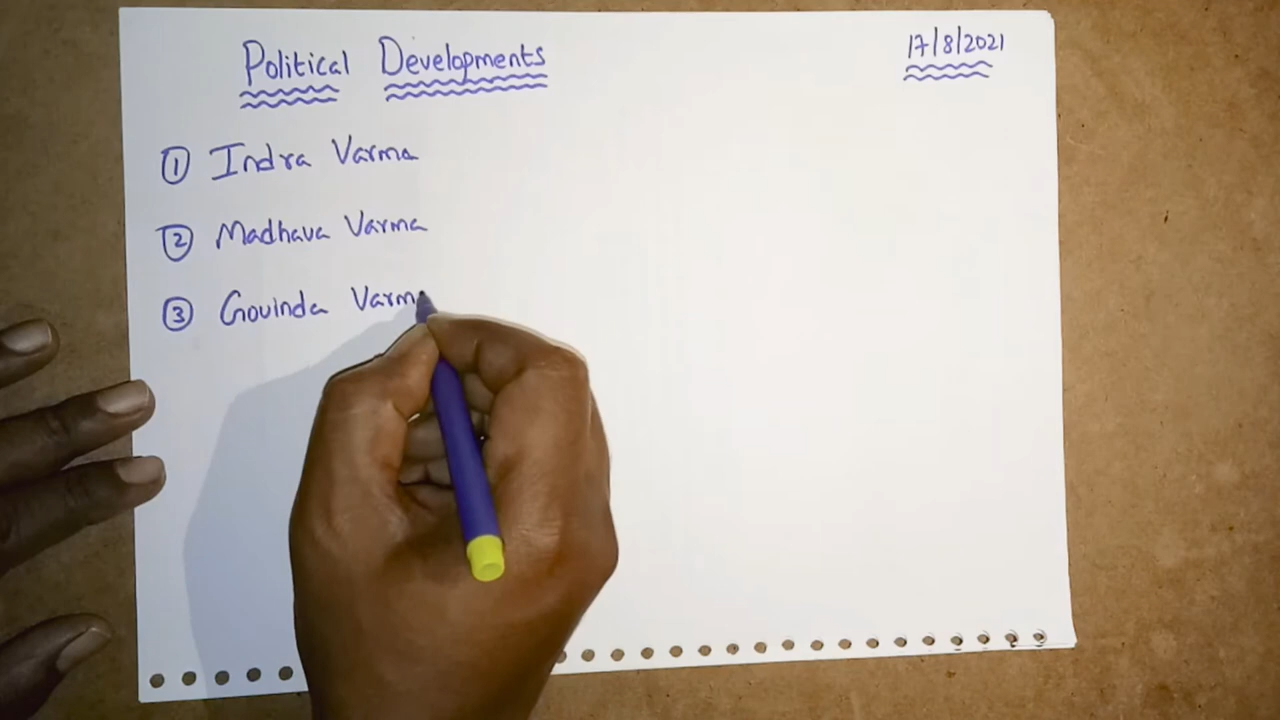 Political Developments 17/8/2021
① Indra Varma
② Madhava Varma
③ Govinda Varm